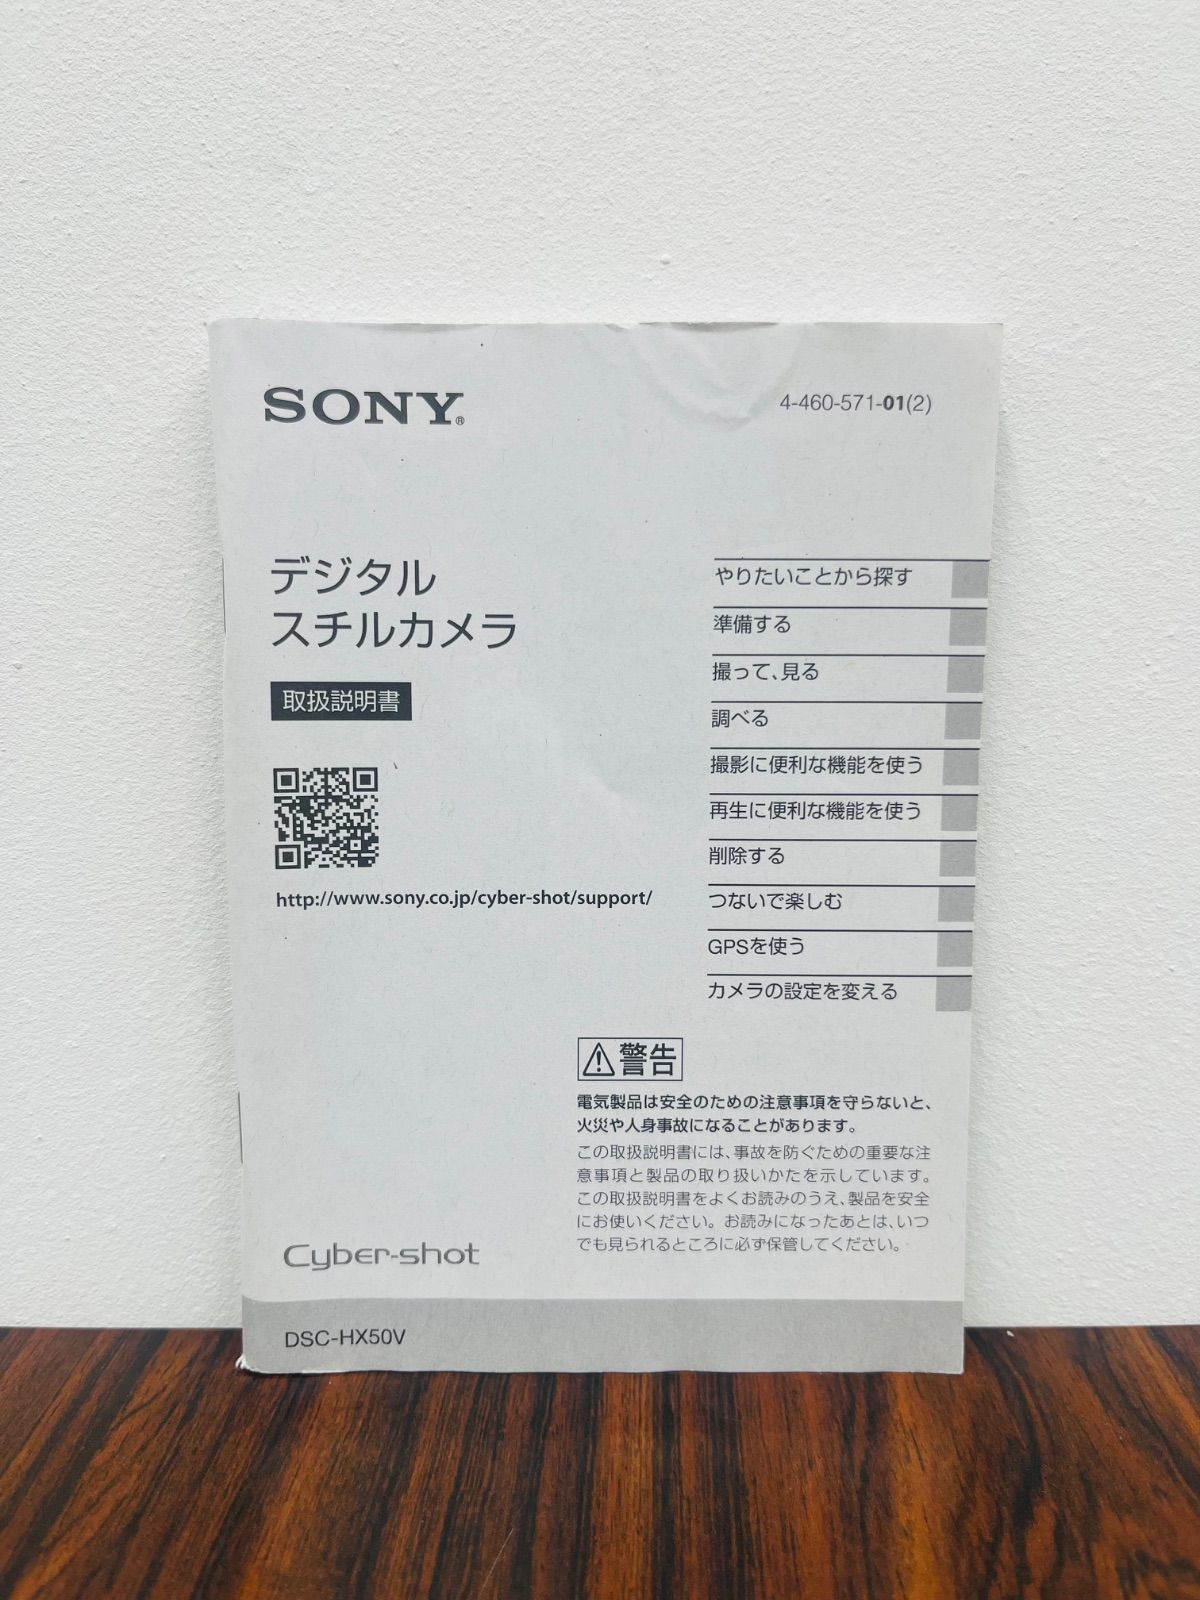 SONY®
4-460-571-01(2)
デジタル
スチルカメラ
取扱説明書
http://www.sony.co.jp/cyber-shot/support/
やりたいことから探す
準備する
撮って、見る
調べる
撮影に便利な機能を使う
再生に便利な機能を使う
削除する
つないで楽しむ
GPSを使う
カメラの設定を変える
⚠警告
電気製品は安全のための注意事項を守らないと、
火災や人身事故になることがあります。
この取扱説明書には、事故を防ぐための重要な注
意事項と製品の取り扱いかたを示しています。
この取扱説明書をよくお読みのうえ、製品を安全
にお使いください。お読みになったあとは、いつ
でも見られるところに必ず保管してください。
Cyber-shot
DSC-HX50V